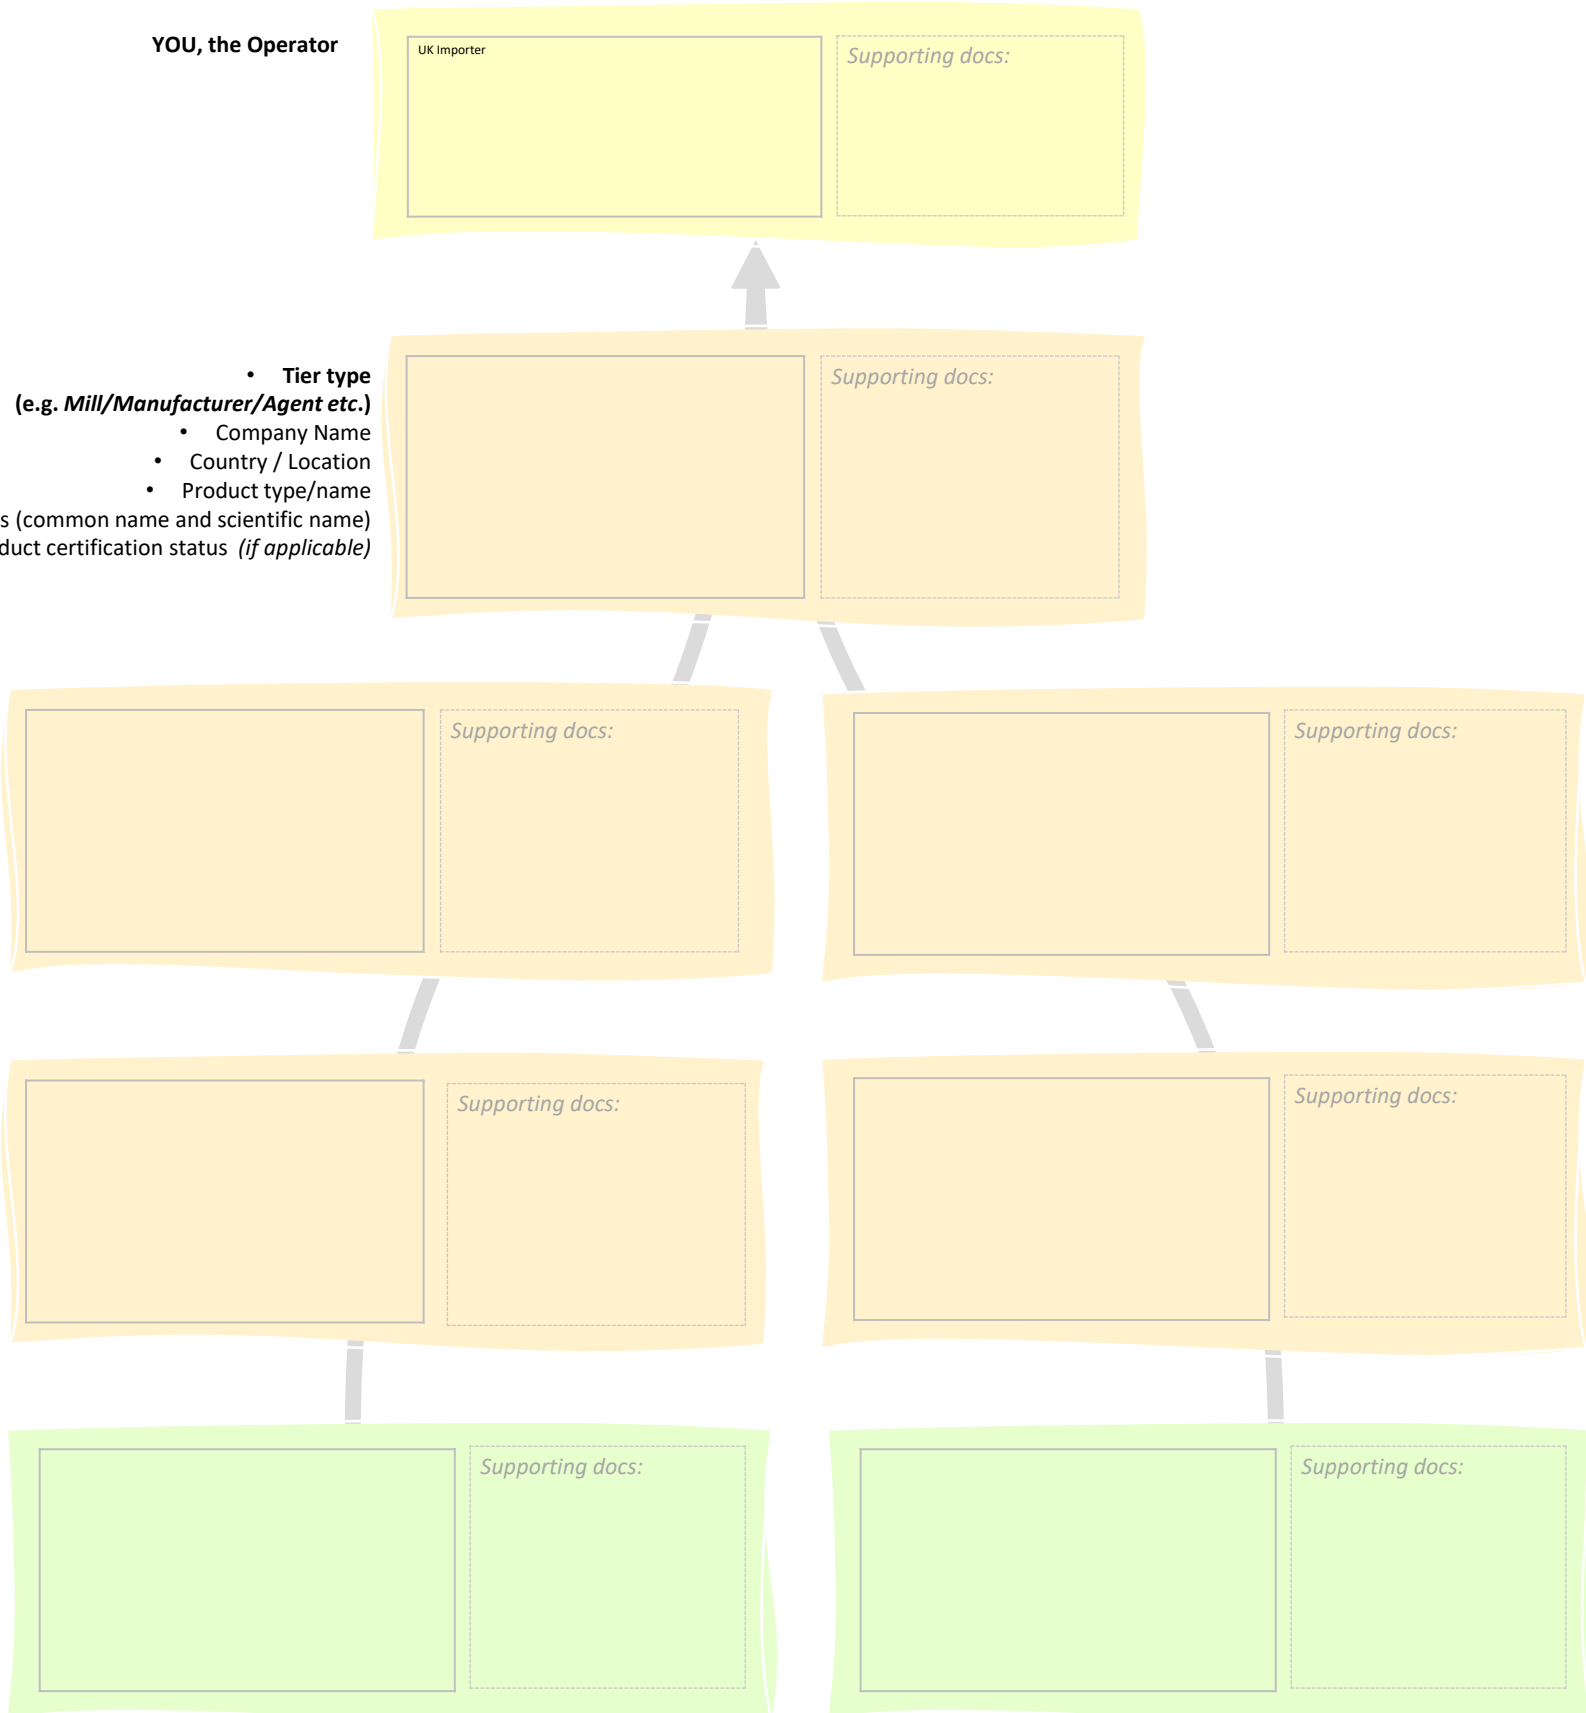 YOU, the Operator
UK Importer
Supporting docs:
• Tier type
(e.g. Mill/Manufacturer/Agent etc.)
• Company Name
• Country / Location
• Product type/name
(common name and scientific name)
certification status (if applicable)
Supporting docs:
Supporting docs:
Supporting docs:
Supporting docs:
Supporting docs:
Supporting docs:
Supporting docs: